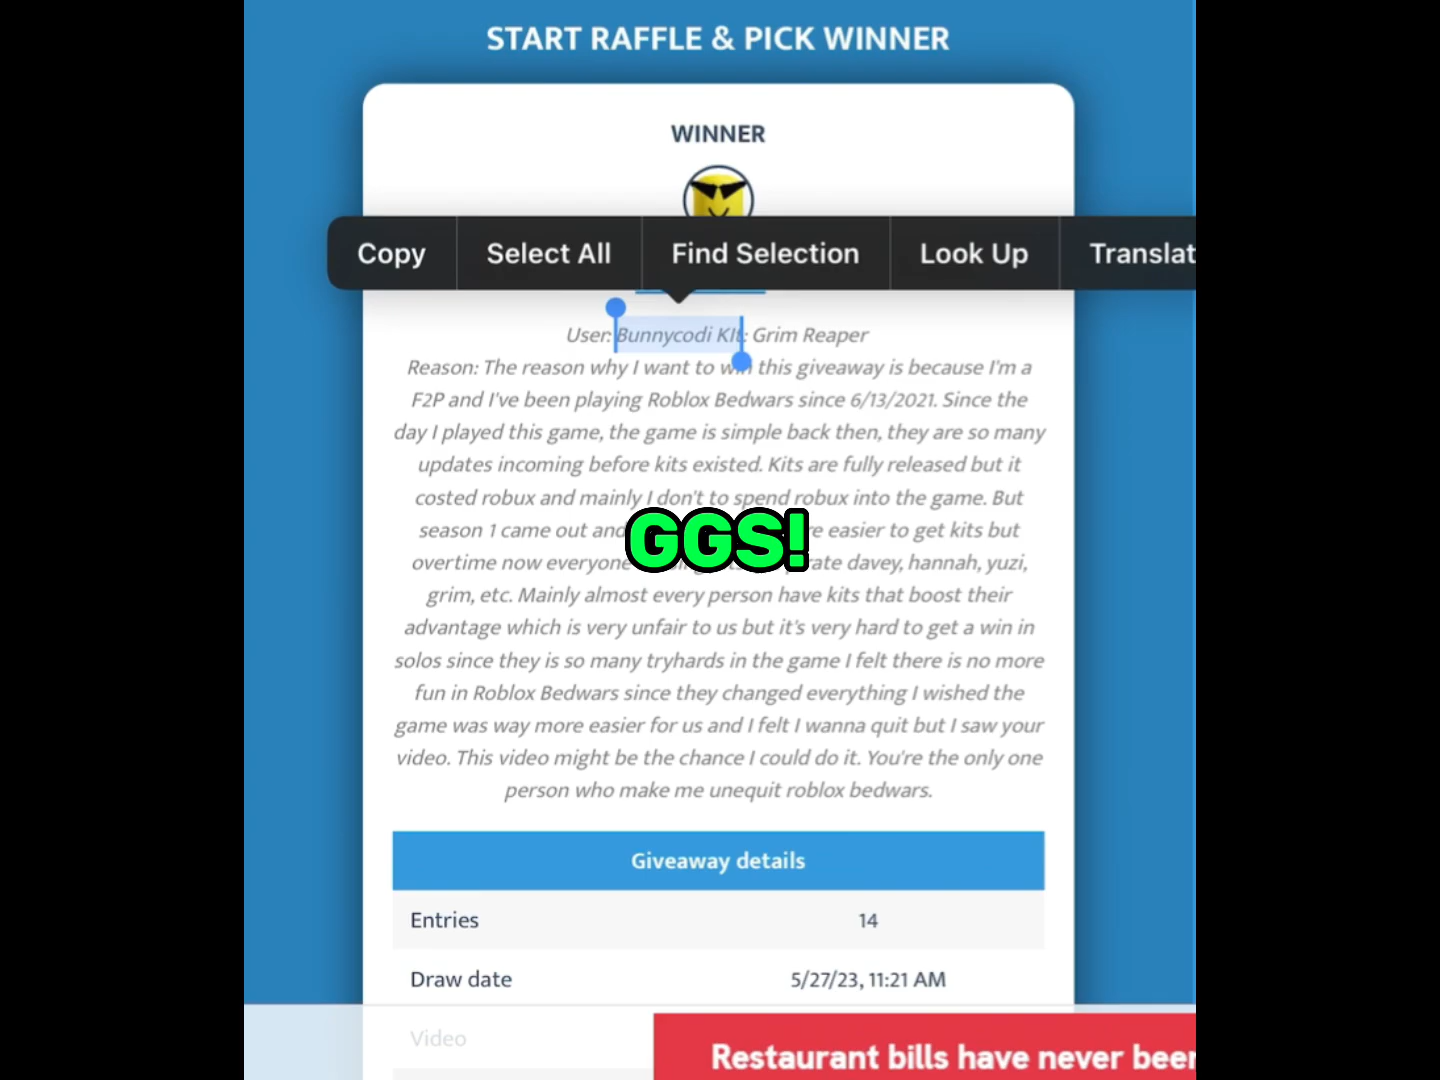 START RAFFLE & PICK WINNER
WINNER
Copy
Select All
Find Selection
Look Up
Translat
User: Bunnycodi KIt: Grim Reaper
Reason: The reason why I want to win this giveaway is because I'm a
F2P and I've been playing Roblox Bedwars since 6/13/2021. Since the
day I played this game, the game is simple back then, they are so many
updates incoming before kits existed. Kits are fully released but it
costed robux and mainly I don't to spend robux into the game. But
season 1 came out and re easier to get kits but
GGS!
overtime now everyone rate davey, hannah, yuzi,
grim, etc. Mainly almost every person have kits that boost their
advantage which is very unfair to us but it's very hard to get a win in
solos since they is so many tryhards in the game I felt there is no more
fun in Roblox Bedwars since they changed everything I wished the
game was way more easier for us and I felt I wanna quit but I saw your
video. This video might be the chance I could do it. You're the only one
person who make me unequit roblox bedwars.
Giveaway details
Entries 14
Draw date 5/27/23, 11:21 AM
Video
Restaurant bills have never beer